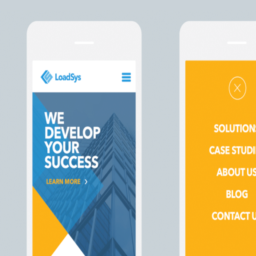 LoadSys
WE
DEVELOP
YOUR
SUCCESS
LEARN MORE
SOLUTION
CASE STUDI
ABOUT US
BLOG
CONTACT U